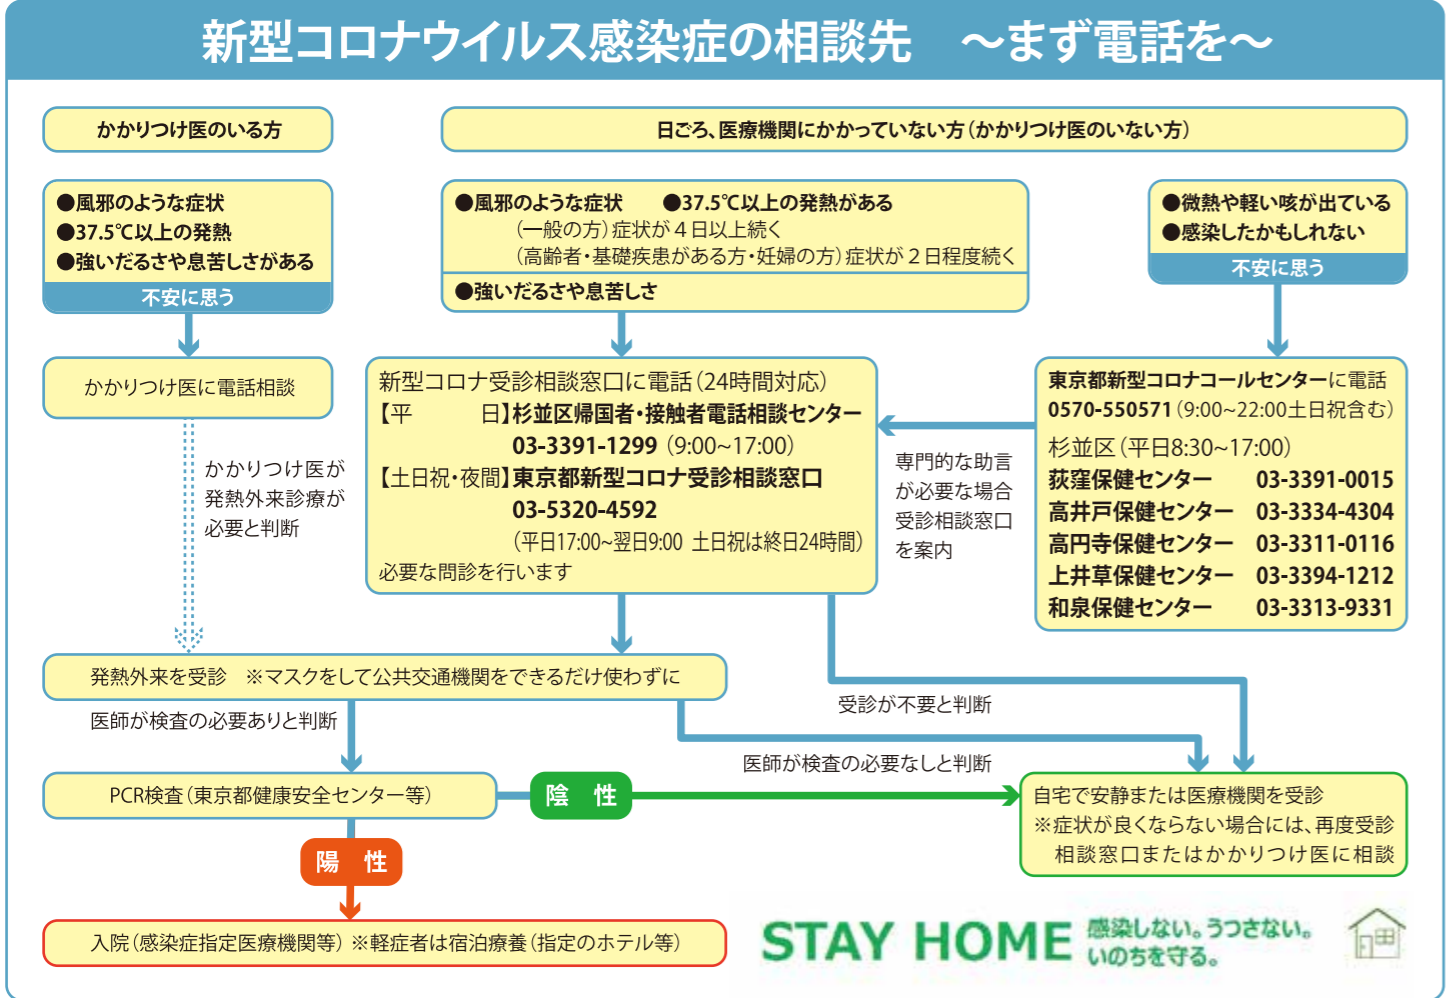 新型コロナウイルス感染症の相談先　～まず電話を～
かかりつけ医のいる方
●風邪のような症状
●37.5℃以上の発熱
●強いだるさや息苦しさがある
不安に思う
かかりつけ医に電話相談
かかりつけ医が
発熱外来診療が
必要と判断
日ごろ、医療機関にかかっていない方（かかりつけ医のいない方）
●風邪のような症状　●37.5℃以上の発熱がある
（一般の方）症状が４日以上続く
（高齢者・基礎疾患がある方・妊婦の方）症状が２日程度続く
●強いだるさや息苦しさ
新型コロナ受診相談窓口に電話（24時間対応）
【平　　　日】杉並区帰国者・接触者電話相談センター
03-3391-1299（9:00~17:00）
【土日祝・夜間】東京都新型コロナ受診相談窓口
03-5320-4592
（平日17:00~翌日9:00 土日祝は終日24時間）
必要な問診を行います
●微熱や軽い咳が出ている
●感染したかもしれない
不安に思う
東京都新型コロナコールセンターに電話
0570-550571（9:00~22:00土日祝含む）
杉並区（平日8:30~17:00）
荻窪保健センター　03-3391-0015
高井戸保健センター　03-3334-4304
高円寺保健センター　03-3311-0116
上井草保健センター　03-3394-1212
和泉保健センター　03-3313-9331
専門的な助言
が必要な場合
受診相談窓口
を案内
発熱外来を受診　※マスクをして公共交通機関をできるだけ使わずに
受診が不要と判断
医師が検査の必要ありと判断
医師が検査の必要なしと判断
PCR検査（東京都健康安全センター等）
陰　性
自宅で安静または医療機関を受診
※症状が良くならない場合には、再度受診
相談窓口またはかかりつけ医に相談
陽　性
入院（感染症指定医療機関等）※軽症者は宿泊療養（指定のホテル等）
STAY HOME
感染しない。うつさない。
いのちを守る。